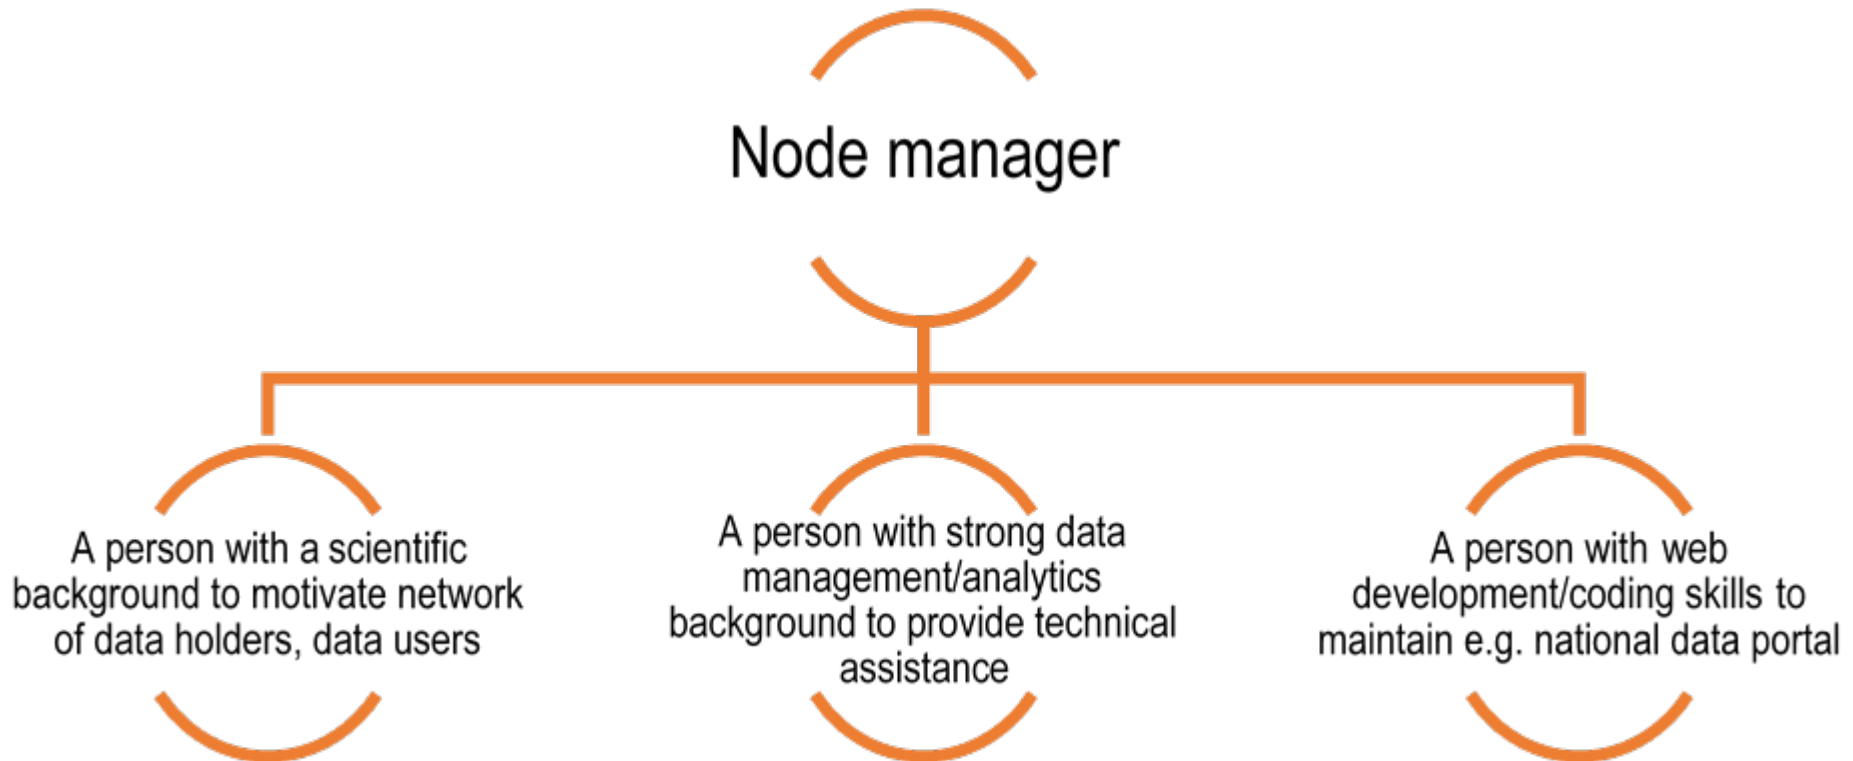 Node manager
A person with a scientific
background to motivate network
of data holders, data users
A person with strong data
management/analytics
background to provide technical
assistance
A person with web
development/coding skills to
maintain e.g. national data portal